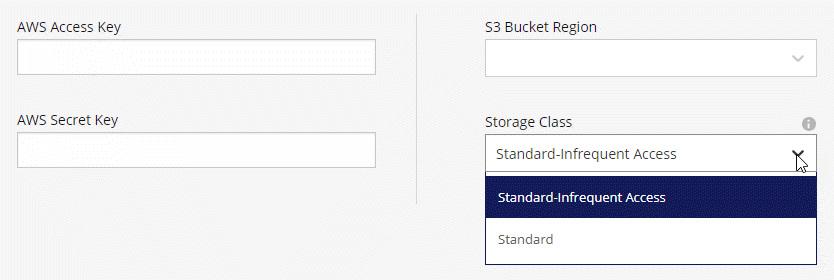 AWS Access Key
AWS Secret Key
S3 Bucket Region
Storage Class
Standard-Infrequent Access
Standard-Infrequent Access
Standard